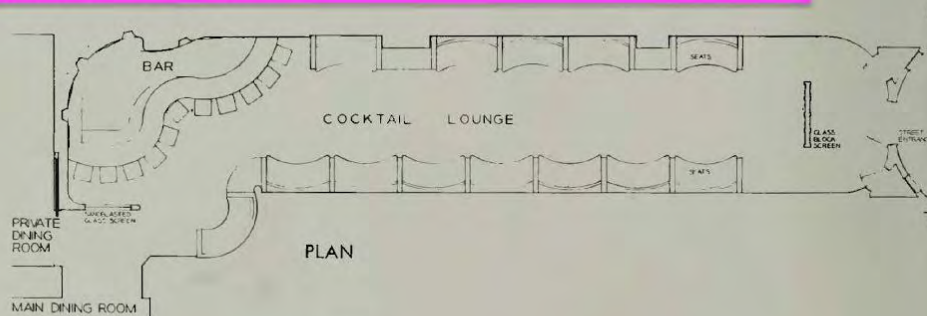 BAR
SEATS
COCKTAIL LOUNGE
GLASS
BLOCK
SCREEN
STREET
ENTRANC
SEATS
SANDBLASTED
GLASS SCREEN
PRIVATE
DINING
ROOM
PLAN
MAIN DINING ROOM